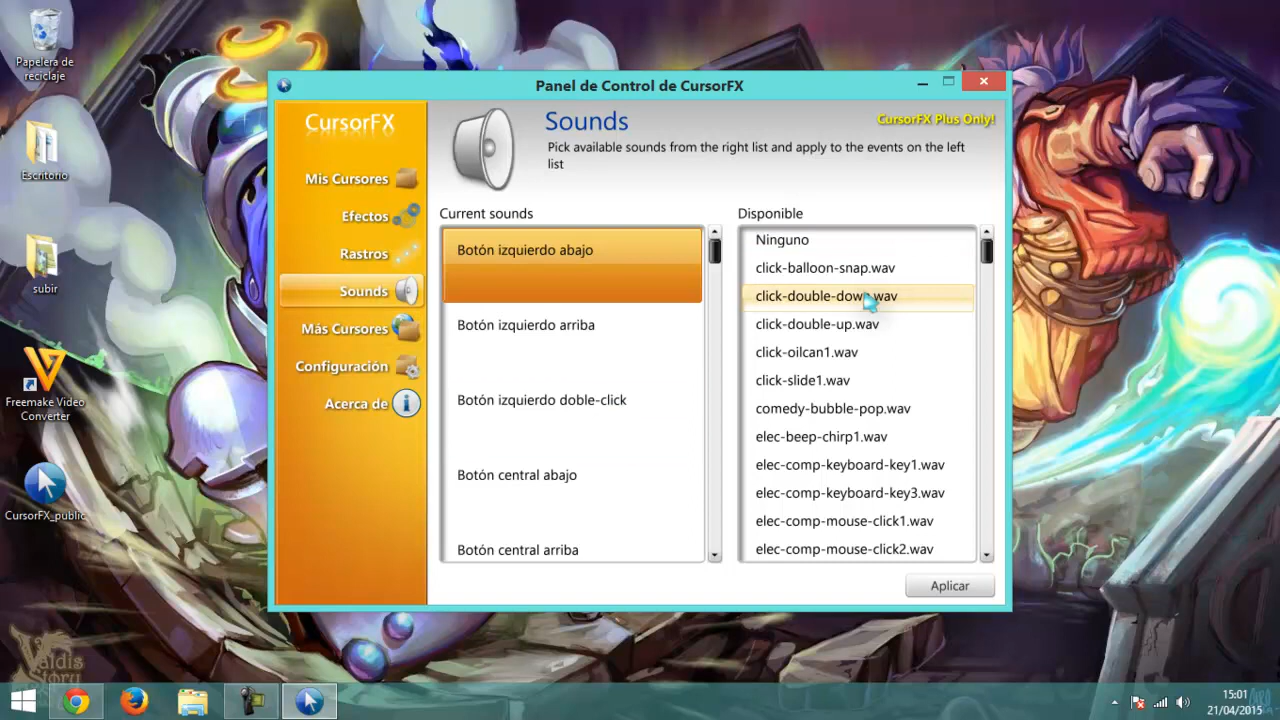 Papelera de
reciclaje
Escritorio
subir
Freemake Video
Converter
CursorFX_public
Panel de Control de CursorFX
CursorFX
Mis Cursores
Efectos
Rastros
Sounds
Más Cursores
Configuración
Acerca de
Sounds
CursorFX Plus Only!
Pick available sounds from the right list and apply to the events on the left
list
Current sounds
Botón izquierdo abajo
Botón izquierdo arriba
Botón izquierdo doble-click
Botón central abajo
Botón central arriba
Disponible
Ninguno
click-balloon-snap.wav
click-double-down.wav
click-double-up.wav
click-oilcan1.wav
click-slide1.wav
comedy-bubble-pop.wav
elec-beep-chirp1.wav
elec-comp-keyboard-key1.wav
elec-comp-keyboard-key3.wav
elec-comp-mouse-click1.wav
elec-comp-mouse-click2.wav
Aplicar
Valdis
Story
15:01
21/04/2015